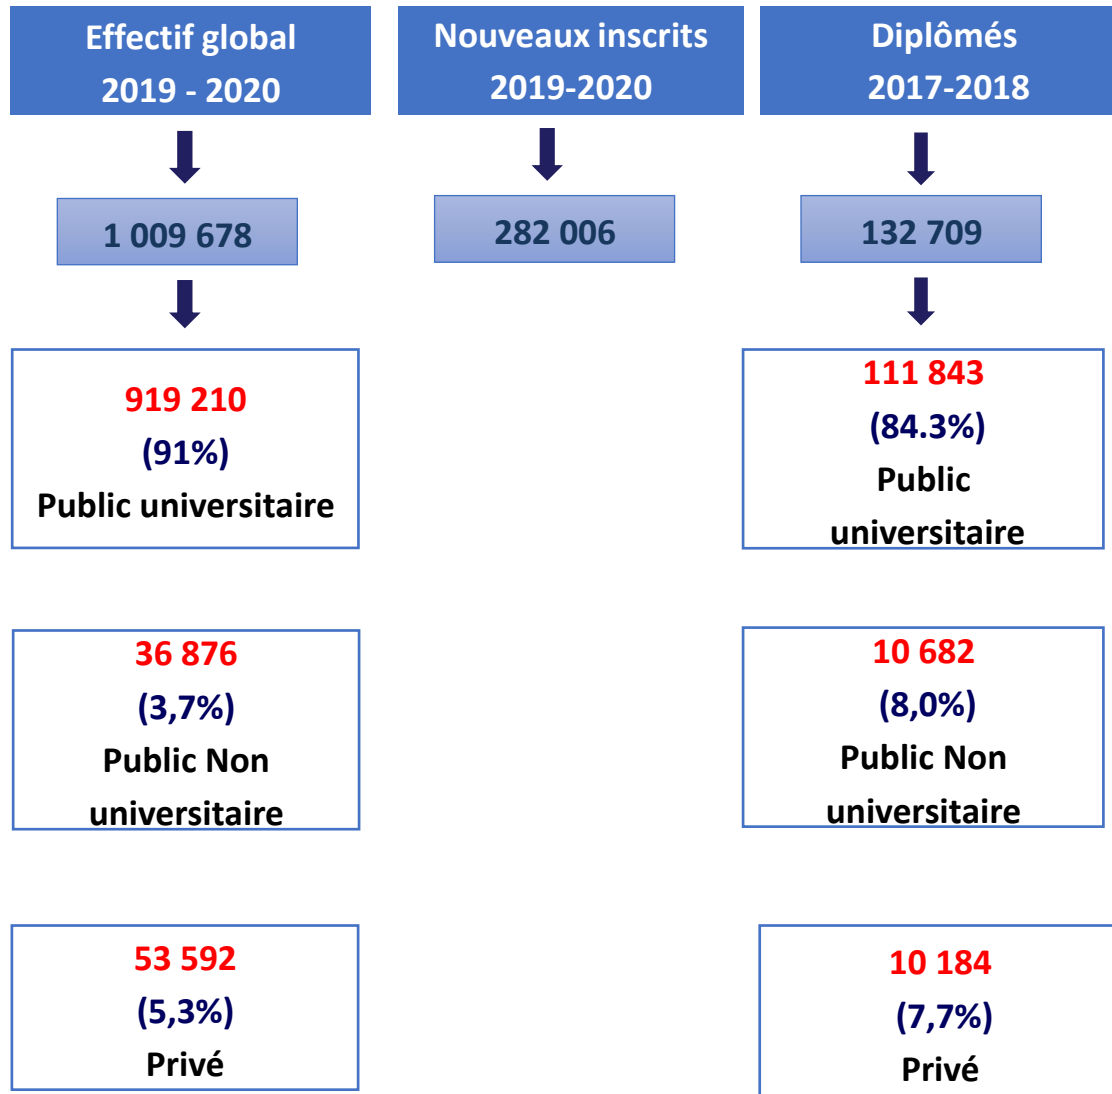 Effectif global
2019 - 2020
Nouveaux inscrits
2019-2020
Diplômés
2017-2018
1 009 678
282 006
132 709
919 210
(91%)
Public universitaire
111 843
(84.3%)
Public
universitaire
36 876
(3,7%)
Public Non
universitaire
10 682
(8,0%)
Public Non
universitaire
53 592
(5,3%)
Privé
10 184
(7,7%)
Privé